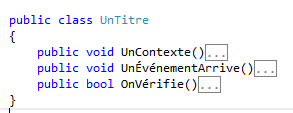 public class UnTitre
{
public void UnContexte()...
public void UnÉvénementArrive()...
public bool OnVérifie()...
}